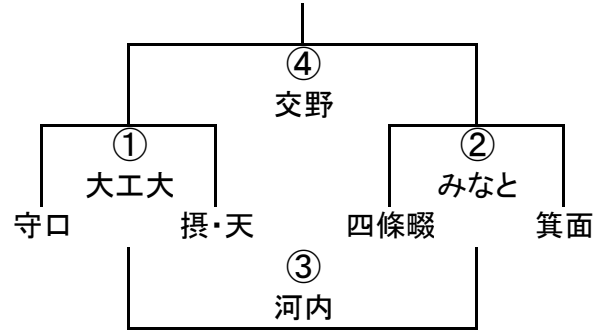 ④
交野
① ②
大工大 みなと
守口 摂・天 四條畷 箕面
③
河内